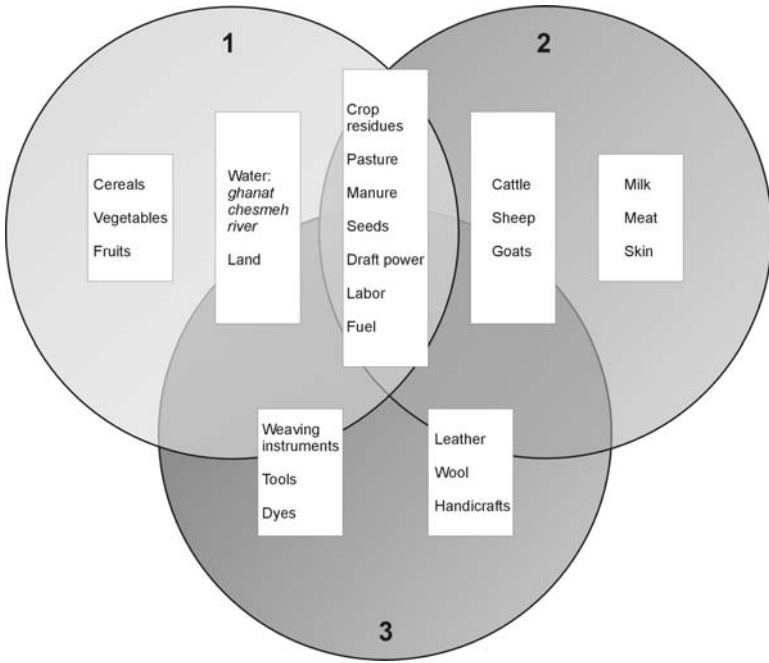 1
2
3
Cereals
Vegetables
Fruits
Water:
ghanat
chesmeh
river
Land
Crop
residues
Pasture
Manure
Seeds
Draft power
Labor
Fuel
Cattle
Sheep
Goats
Milk
Meat
Skin
Weaving
instruments
Tools
Dyes
Leather
Wool
Handicrafts